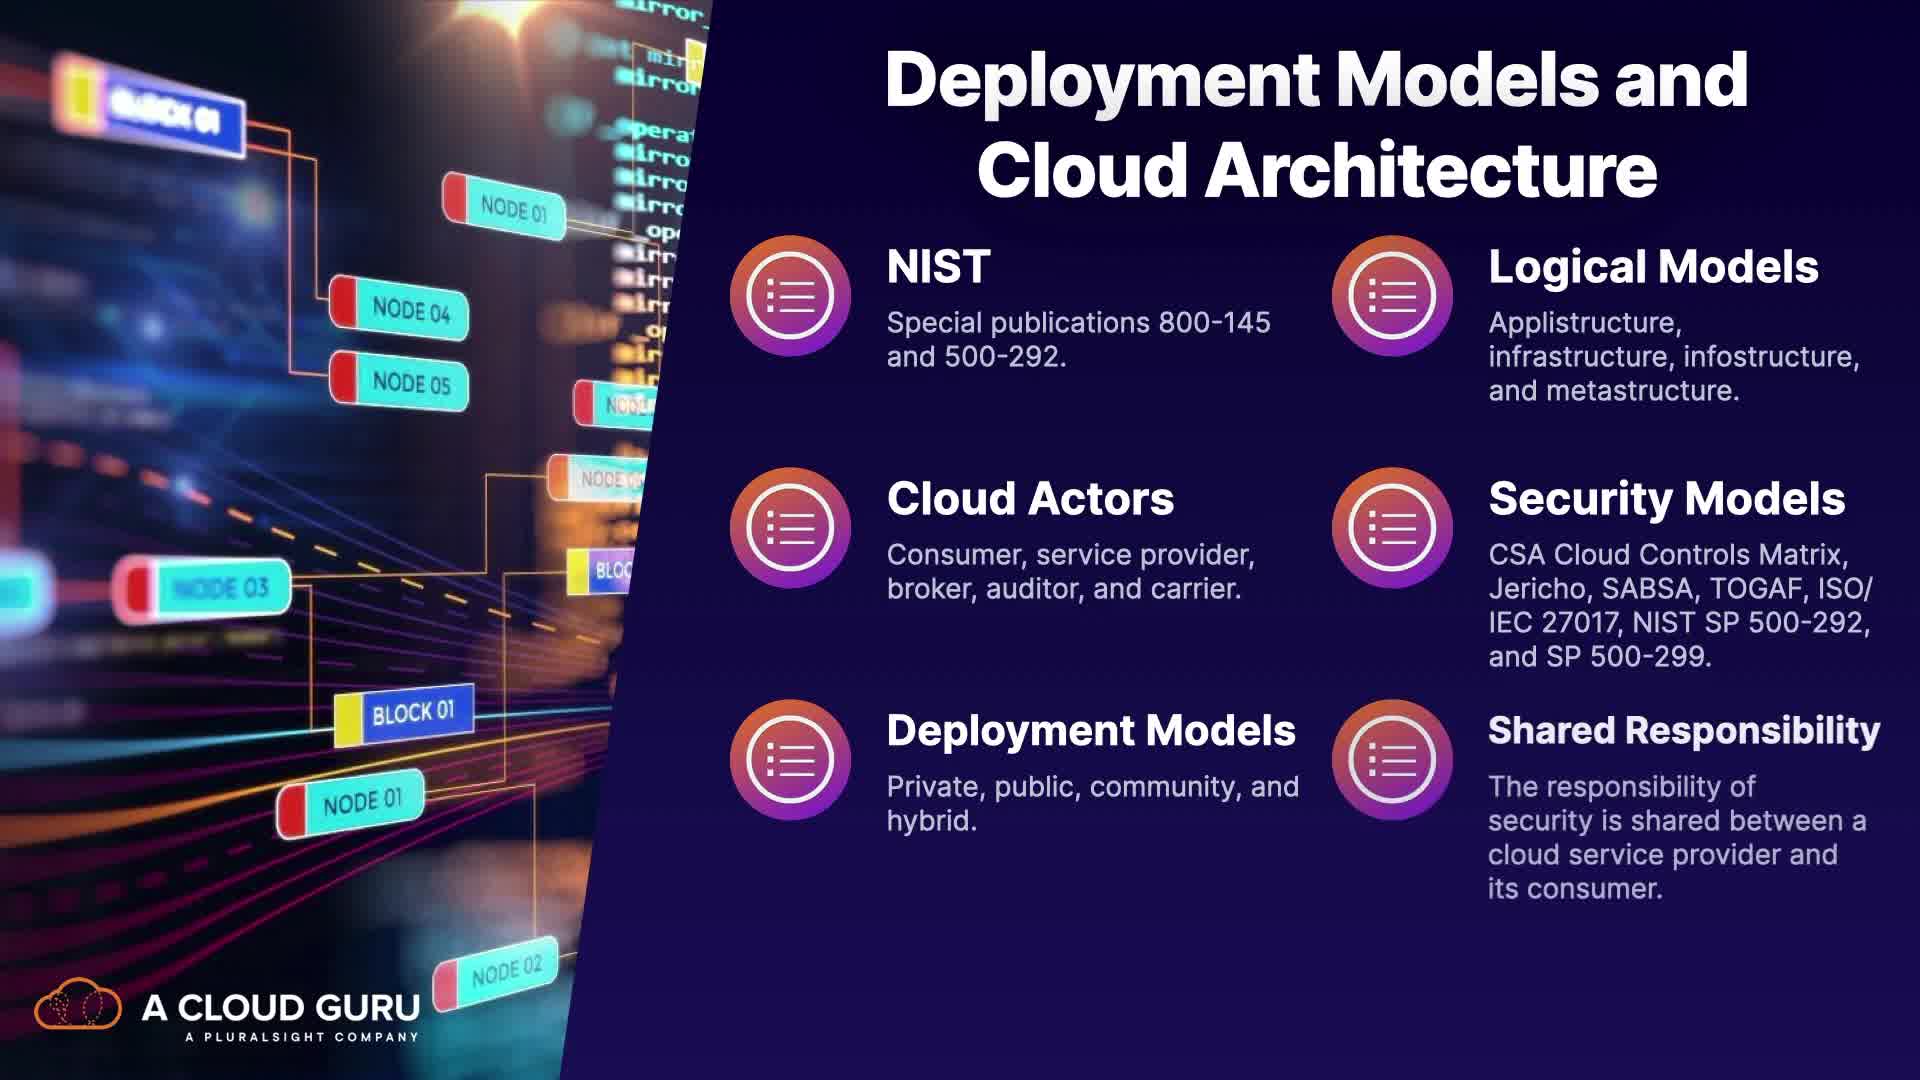 Deployment Models and
Cloud Architecture
NIST
Special publications 800-145
and 500-292.
Logical Models
Applistructure,
infrastructure, infostructure,
and metastructure.
Cloud Actors
Consumer, service provider,
broker, auditor, and carrier.
Security Models
CSA Cloud Controls Matrix,
Jericho, SABSA, TOGAF, ISO/
IEC 27017, NIST SP 500-292,
and SP 500-299.
Deployment Models
Private, public, community, and
hybrid.
Shared Responsibility
The responsibility of
security is shared between a
cloud service provider and
its consumer.
BLOCK 01
NODE 01
NODE 04
NODE 05
NODE 03
BLOCK 01
NODE 01
NODE 02
A CLOUD GURU
A PLURALSIGHT COMPANY